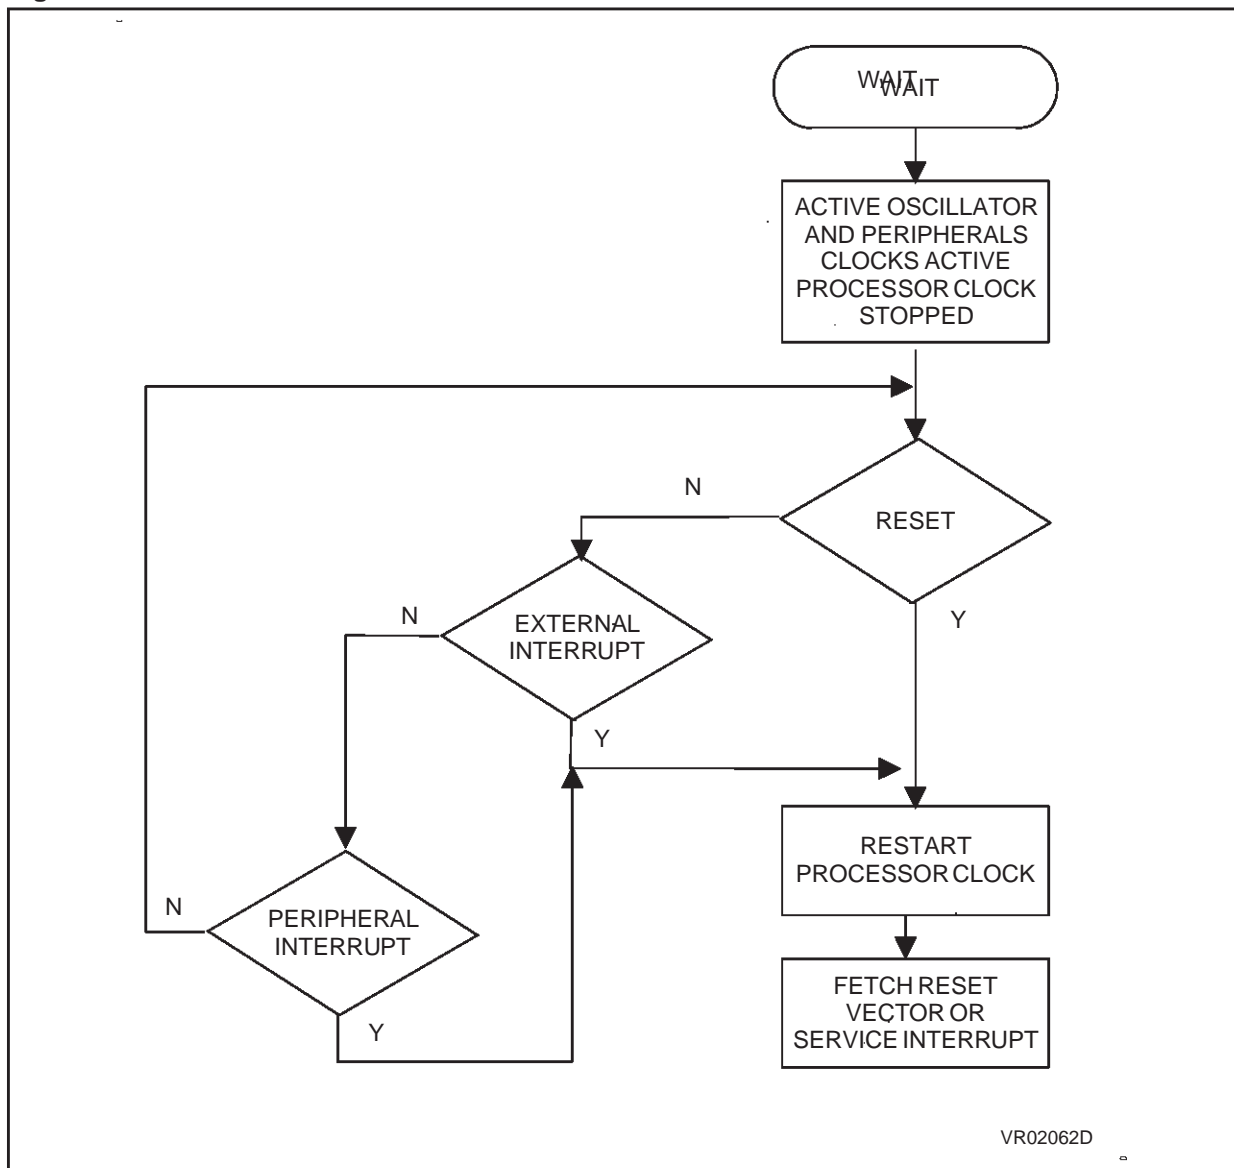 WAIT
WAIT
ACTIVE OSCILLATOR
AND PERIPHERALS
CLOCKS ACTIVE
PROCESSOR CLOCK
STOPPED
N
RESET
Y
N
EXTERNAL
INTERRUPT
Y
RESTART
PROCESSOR CLOCK
N
PERIPHERAL
INTERRUPT
Y
FETCH RESET
VECTOR OR
SERVICE INTERRUPT
VR02062D